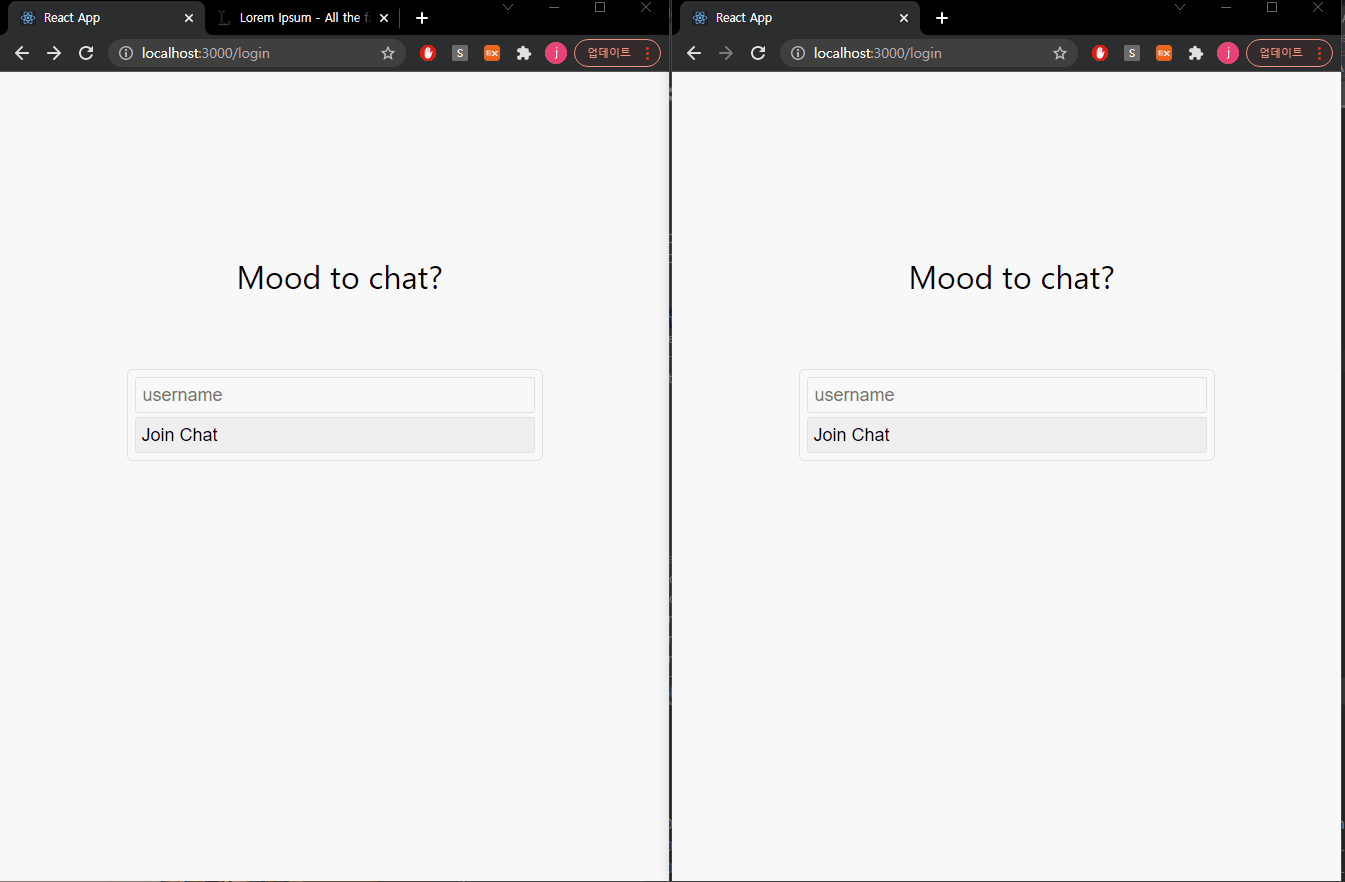 React App
Lorem Ipsum - All the fa
localhost:3000/login
S
j
업데이트
Mood to chat?
username
Join Chat
React App
localhost:3000/login
S
j
업데이트
Mood to chat?
username
Join Chat